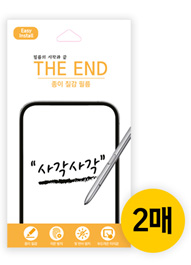 Easy
Install
필름의 시작과 끝
THE END
종이 질감 필름
“사각사각”
2매